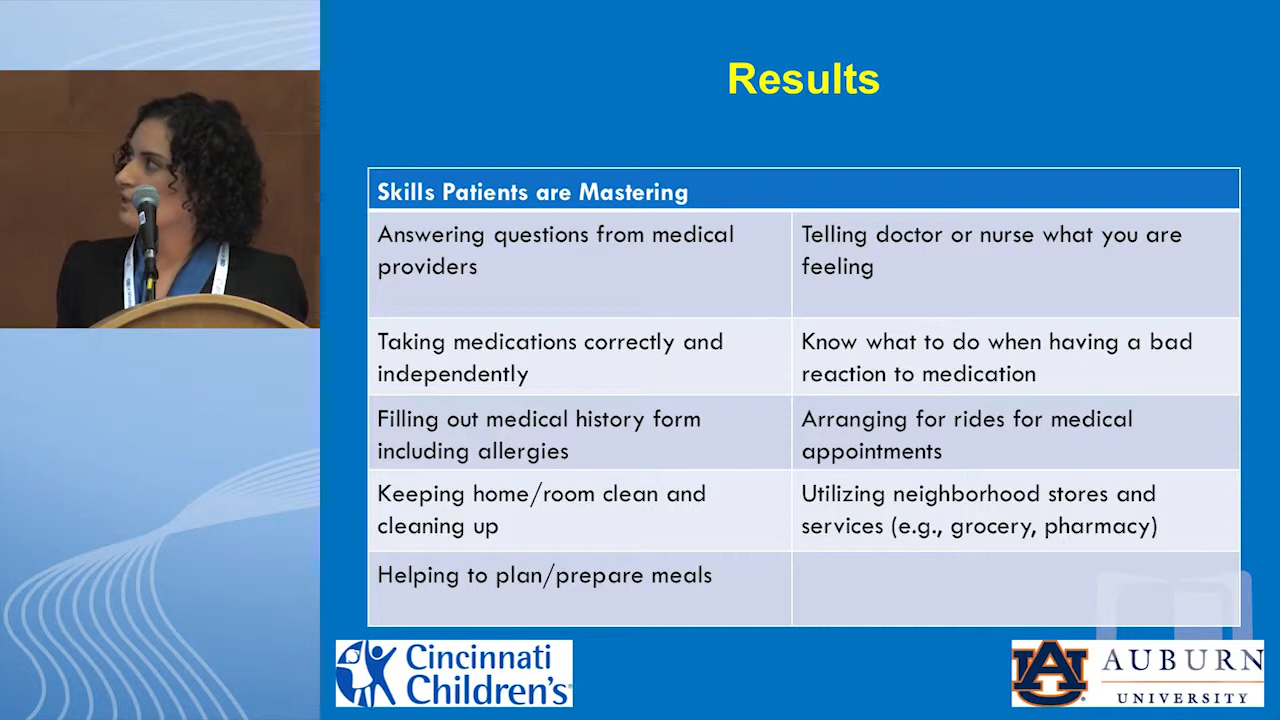 Results
Skills Patients are Mastering
Answering questions from medical
providers
Telling doctor or nurse what you are
feeling
Taking medications correctly and
independently
Know what to do when having a bad
reaction to medication
Filling out medical history form
including allergies
Arranging for rides for medical
appointments
Keeping home/room clean and
cleaning up
Utilizing neighborhood stores and
services (e.g., grocery, pharmacy)
Helping to plan/prepare meals
Cincinnati
Children's
AUBURN
UNIVERSITY